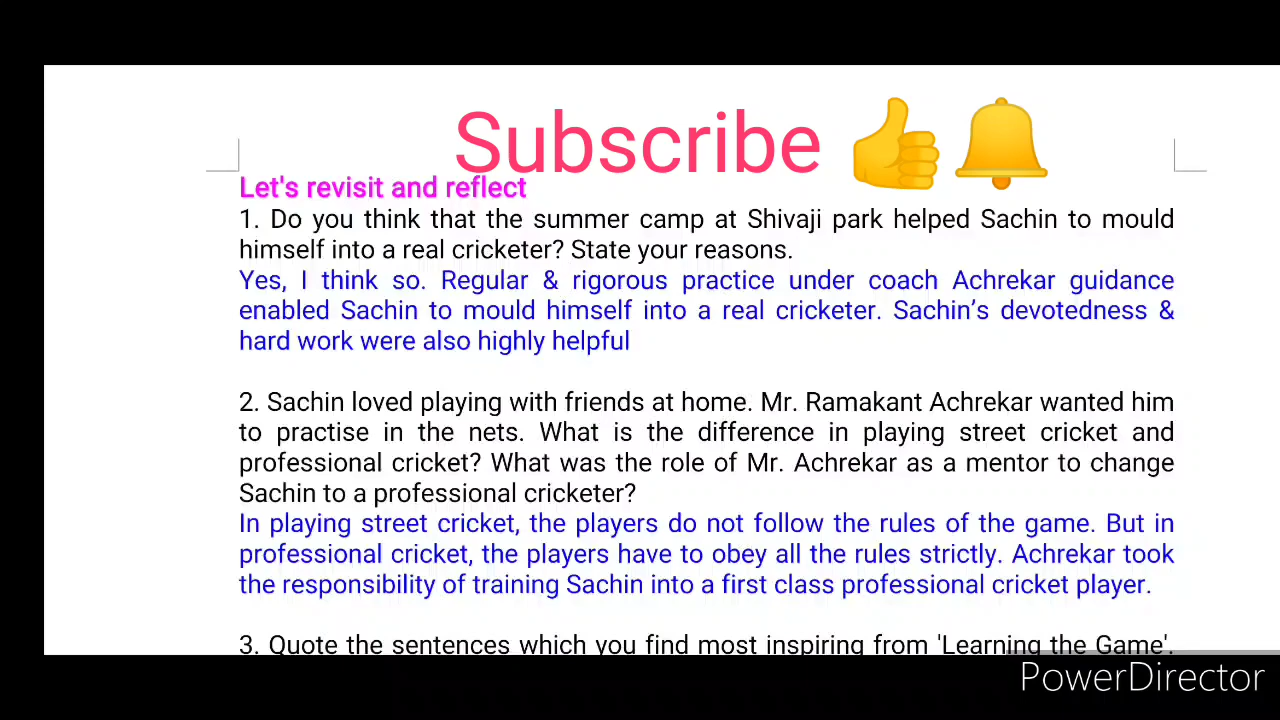 Subscribe
Let's revisit and reflect
1. Do you think that the summer camp at Shivaji park helped Sachin to mould
himself into a real cricketer? State your reasons.
Yes, I think so. Regular & rigorous practice under coach Achrekar guidance
enabled Sachin to mould himself into a real cricketer. Sachin's devotedness &
hard work were also highly helpful
2. Sachin loved playing with friends at home. Mr. Ramakant Achrekar wanted him
to practise in the nets. What is the difference in playing street cricket and
professional cricket? What was the role of Mr. Achrekar as a mentor to change
Sachin to a professional cricketer?
In playing street cricket, the players do not follow the rules of the game. But in
professional cricket, the players have to obey all the rules strictly. Achrekar took
the responsibility of training Sachin into a first class professional cricket player.
3. Quote the sentences which you find most inspiring from 'Learning the Game'.
PowerDirector